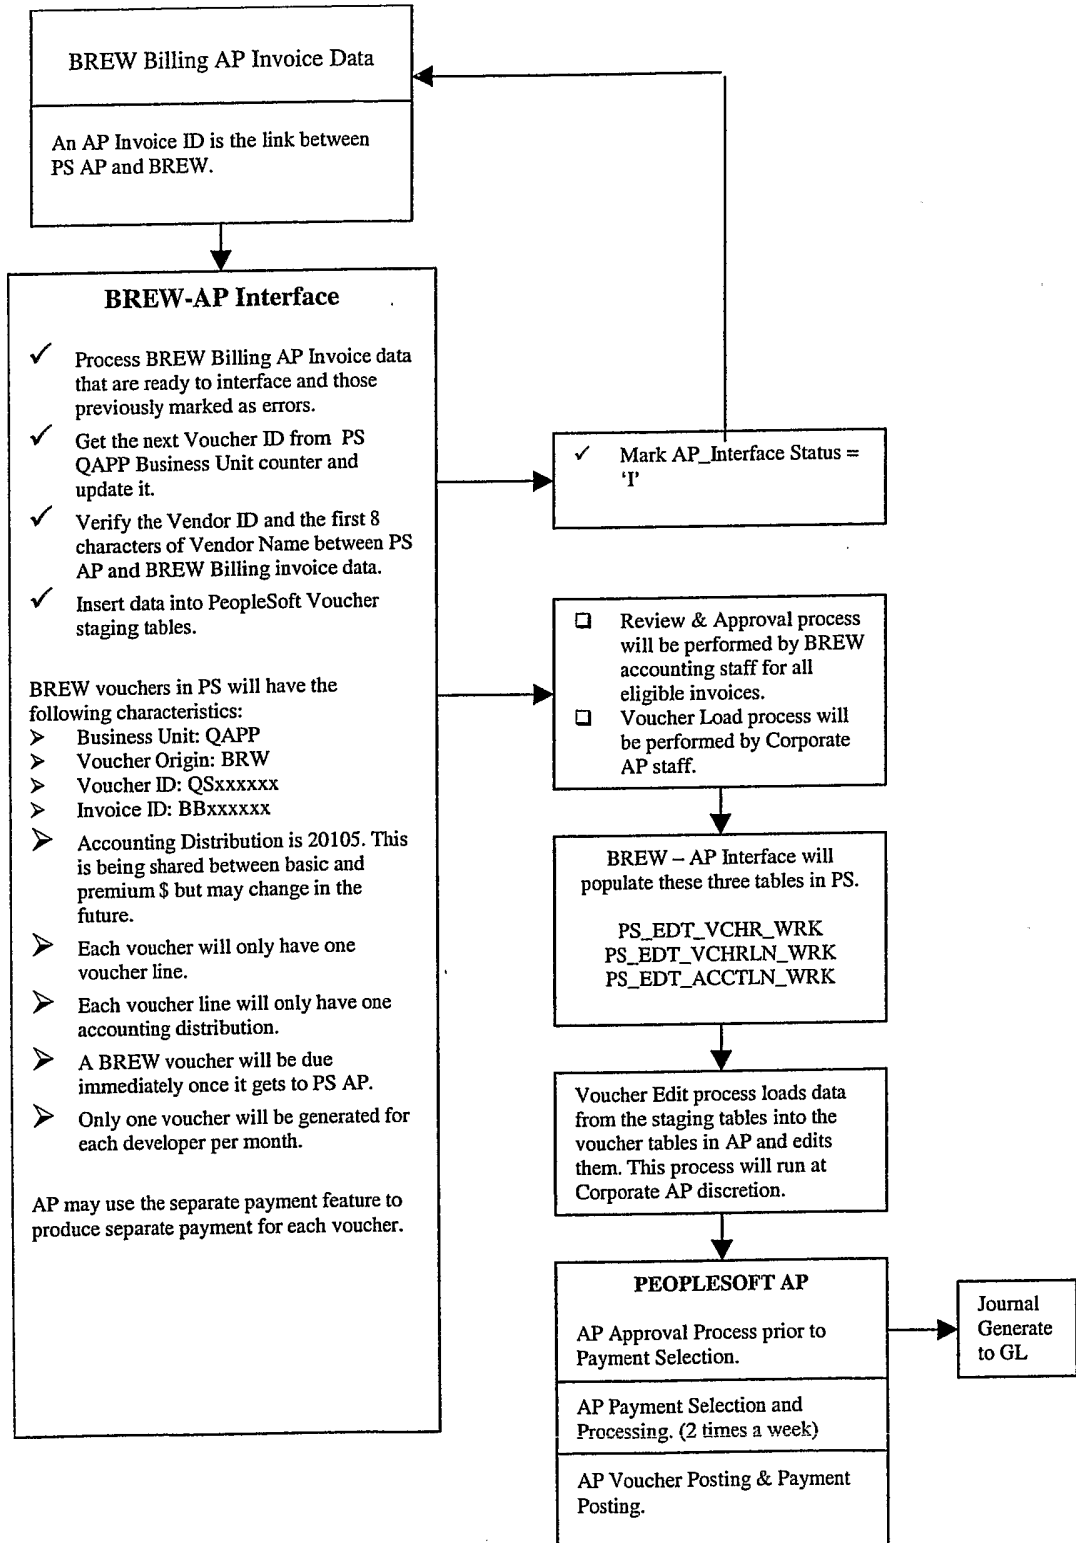 BREW Billing AP Invoice Data
An AP Invoice ID is the link between
PS AP and BREW.
BREW-AP Interface
✓ Process BREW Billing AP Invoice data
that are ready to interface and those
previously marked as errors.
✓ Get the next Voucher ID from PS
QAPP Business Unit counter and
update it.
✓ Verify the Vendor ID and the first 8
characters of Vendor Name between PS
AP and BREW Billing invoice data.
✓ Insert data into PeopleSoft Voucher
staging tables.
BREW vouchers in PS will have the
following characteristics:
➢ Business Unit: QAPP
➢ Voucher Origin: BRW
➢ Voucher ID: QSxxxxxx
➢ Invoice ID: BBxxxxxx
➢ Accounting Distribution is 20105. This
is being shared between basic and
premium $ but may change in the
future.
➢ Each voucher will only have one
voucher line.
➢ Each voucher line will only have one
accounting distribution.
➢ A BREW voucher will be due
immediately once it gets to PS AP.
➢ Only one voucher will be generated for
each developer per month.
AP may use the separate payment feature to
produce separate payment for each voucher.
✓ Mark AP_Interface Status =
‘I’
❑ Review & Approval process
will be performed by BREW
accounting staff for all
eligible invoices.
❑ Voucher Load process will
be performed by Corporate
AP staff.
BREW – AP Interface will
populate these three tables in PS.
PS_EDT_VCHR_WRK
PS_EDT_VCHRLN_WRK
PS_EDT_ACCTLN_WRK
Voucher Edit process loads data
from the staging tables into the
voucher tables in AP and edits
them. This process will run at
Corporate AP discretion.
PEOPLESOFT AP
AP Approval Process prior to
Payment Selection.
AP Payment Selection and
Processing. (2 times a week)
AP Voucher Posting & Payment
Posting.
Journal
Generate
to GL